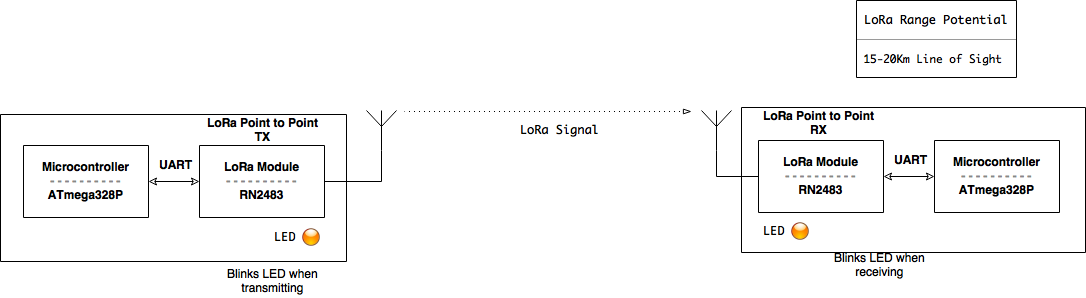 LoRa Range Potential
15-20Km Line of Sight
LoRa Point to Point
TX
Microcontroller
ATmega328P
UART
LoRa Module
RN2483
LED
Blinks LED when
transmitting
LoRa Signal
LoRa Point to Point
RX
LoRa Module
RN2483
UART
Microcontroller
ATmega328P
LED
Blinks LED when
receiving